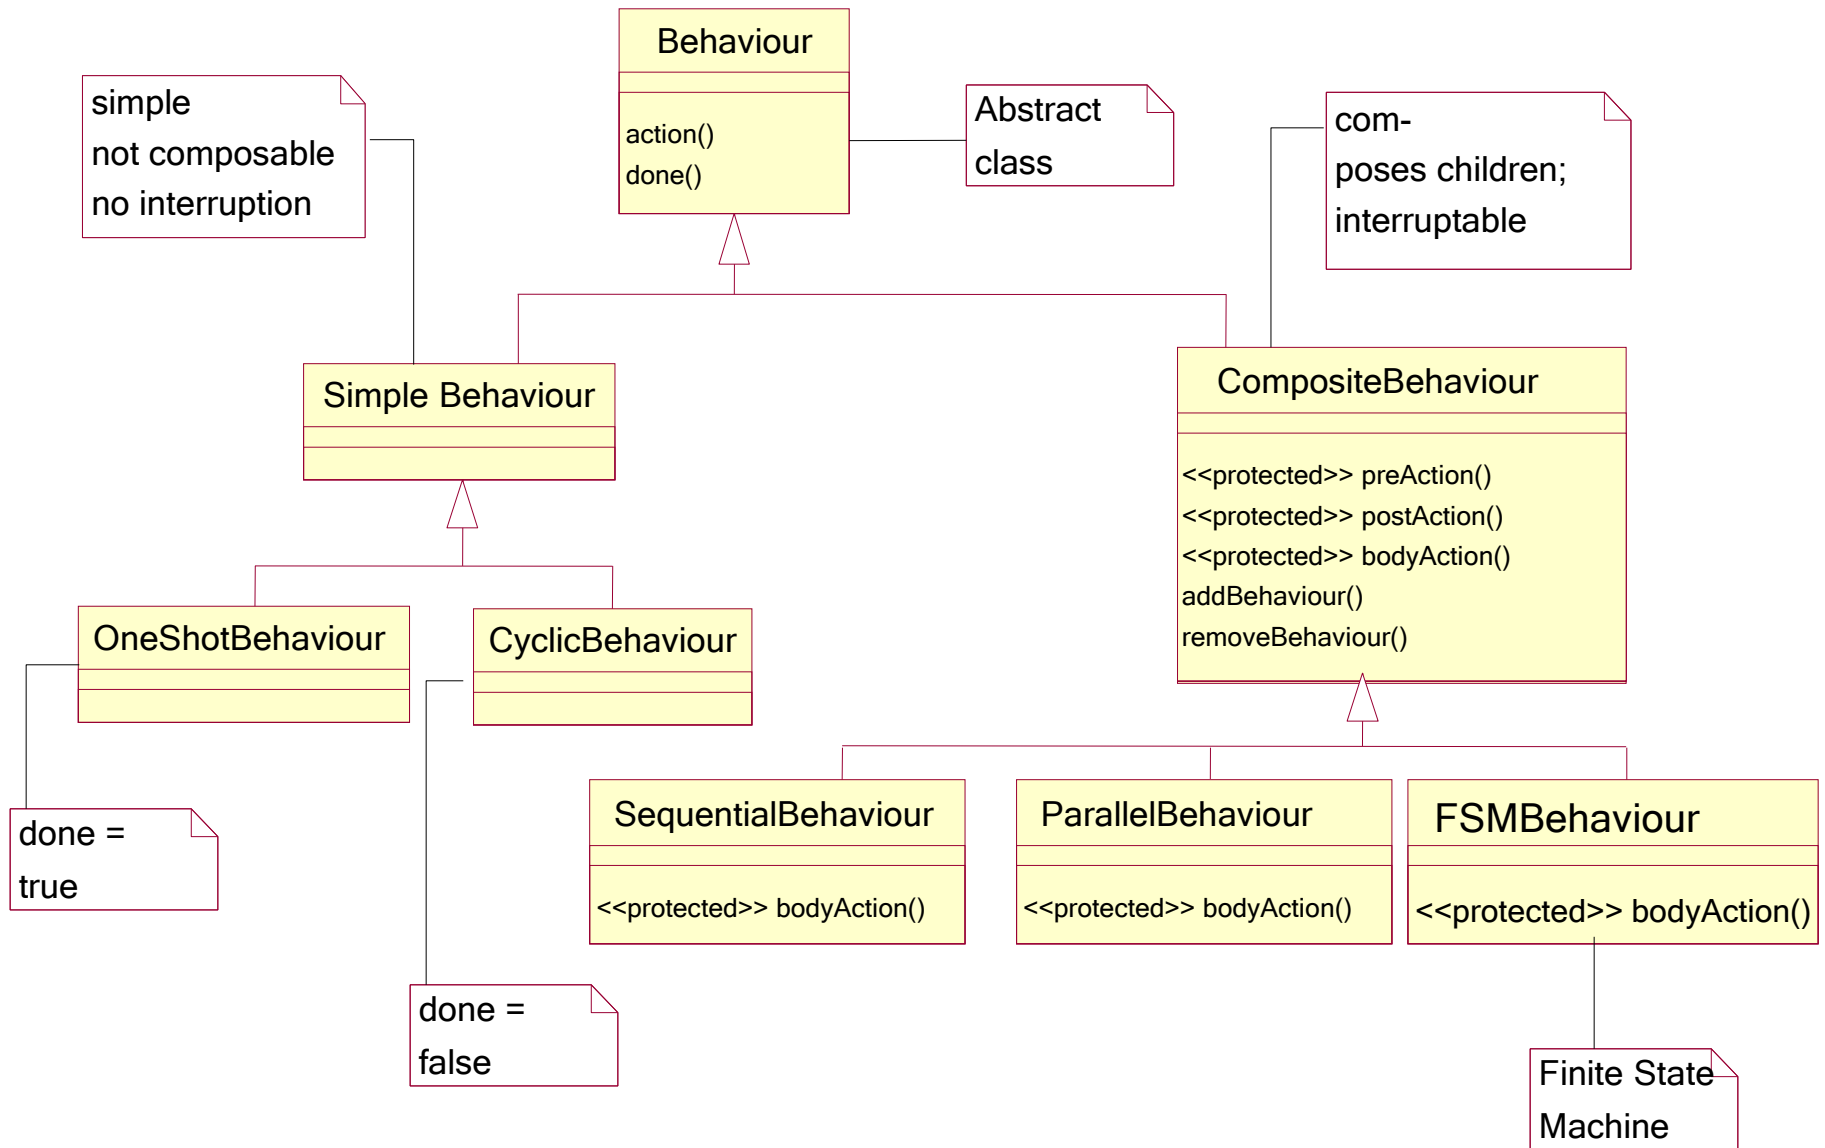 Behaviour
action()
done()
simple
not composable
no interruption
Abstract
class
com-
poses children;
interruptable
Simple Behaviour
CompositeBehaviour
<<protected>> preAction()
<<protected>> postAction()
<<protected>> bodyAction()
addBehaviour()
removeBehaviour()
OneShotBehaviour
CyclicBehaviour
done =
true
done =
false
SequentialBehaviour
<<protected>> bodyAction()
ParallelBehaviour
<<protected>> bodyAction()
FSMBehaviour
<<protected>> bodyAction()
Finite State
Machine